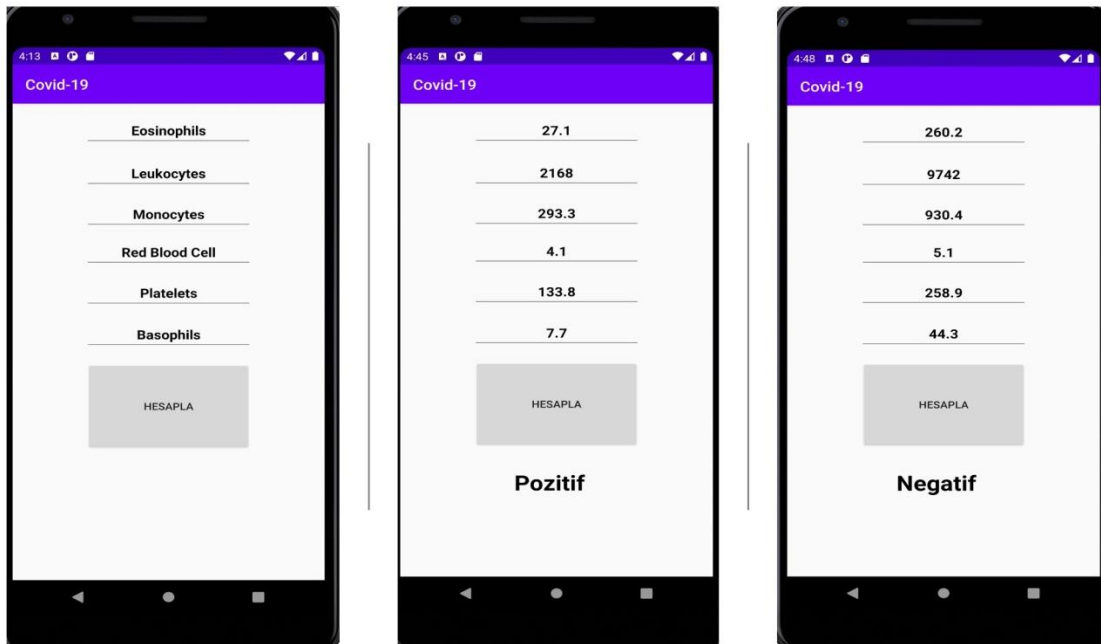 4:13
Covid-19
Eosinophils
Leukocytes
Monocytes
Red Blood Cell
Platelets
Basophils
HESAPLA
4:45
Covid-19
27.1
2168
293.3
4.1
133.8
7.7
HESAPLA
Pozitif
4:48
Covid-19
260.2
9742
930.4
5.1
258.9
44.3
HESAPLA
Negatif